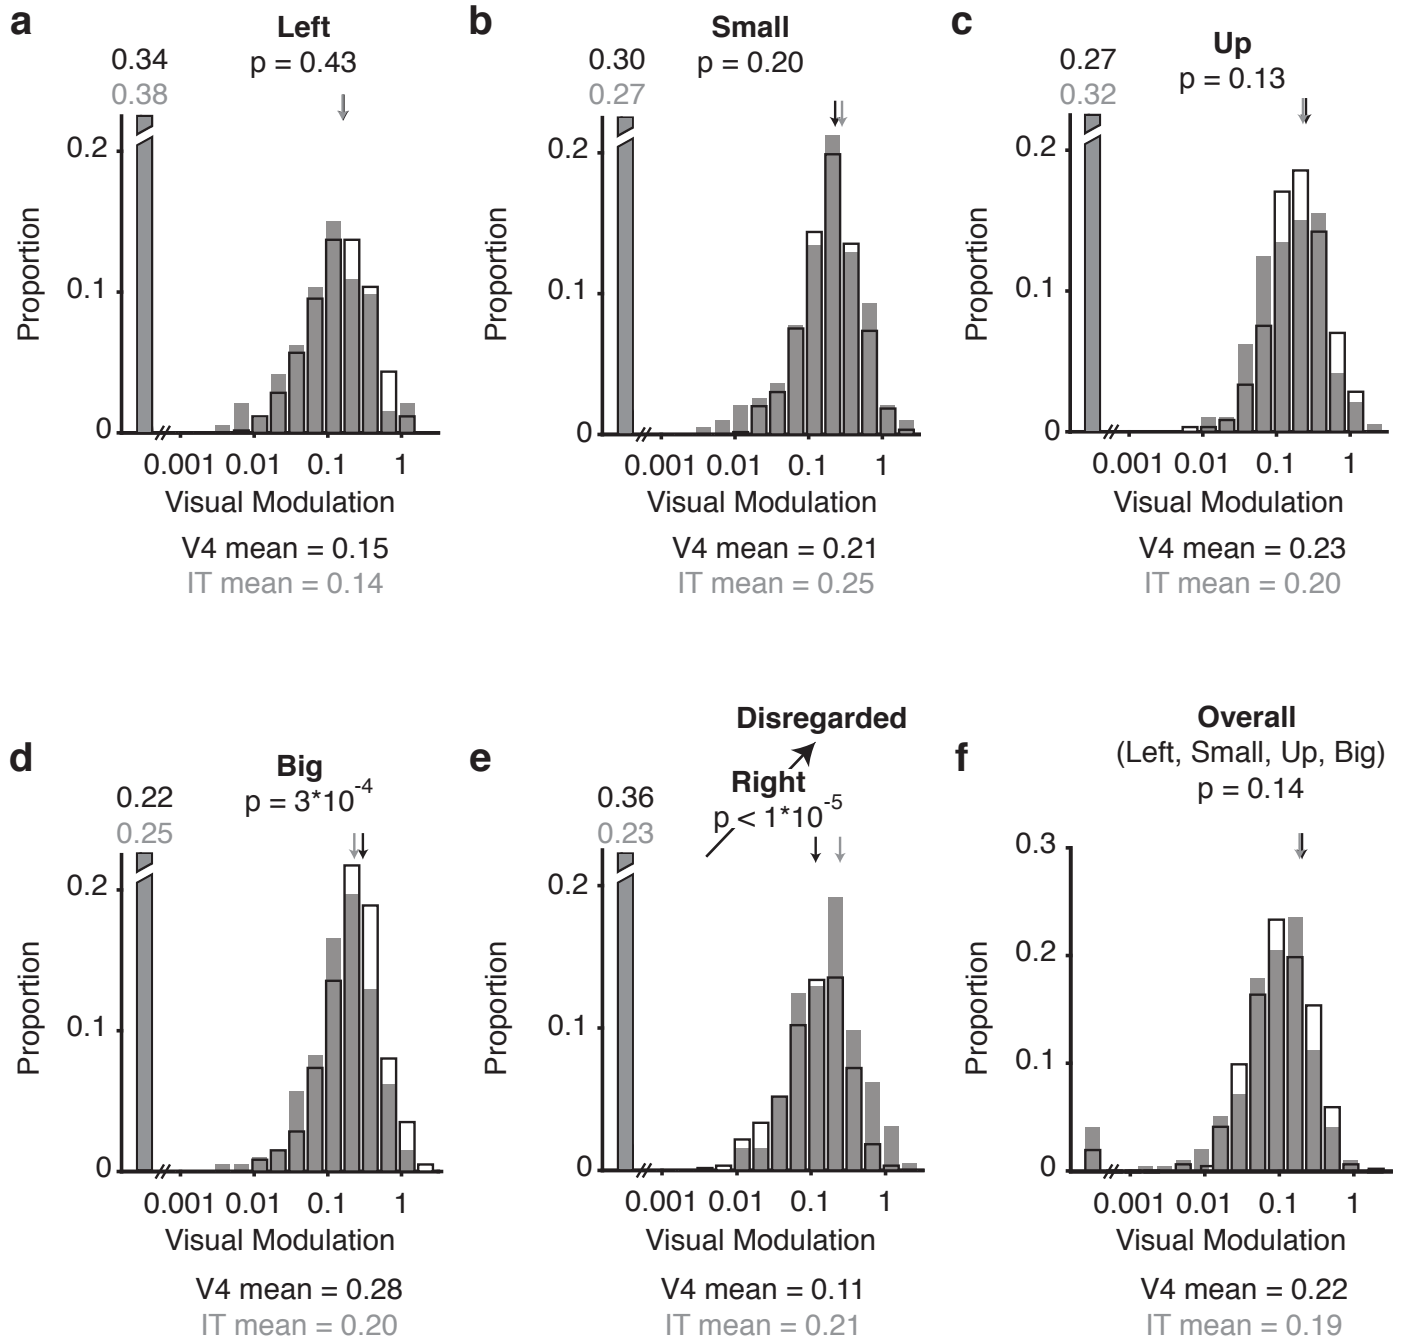 a
Left
p = 0.43
0.34
0.38
0.2
0.1
0
Proportion
0.001 0.01 0.1 1
Visual Modulation
V4 mean = 0.15
IT mean = 0.14
b
Small
p = 0.20
0.30
0.27
0.2
0.1
0
Proportion
0.001 0.01 0.1 1
Visual Modulation
V4 mean = 0.21
IT mean = 0.25
c
Up
p = 0.13
0.27
0.32
0.2
0.1
0
Proportion
0.001 0.01 0.1 1
Visual Modulation
V4 mean = 0.23
IT mean = 0.20
d
Big
p = 3*10^-4
0.22
0.25
0.2
0.1
0
Proportion
0.001 0.01 0.1 1
Visual Modulation
V4 mean = 0.28
IT mean = 0.20
e
Disregarded
Right
p < 1*10^-5
0.36
0.23
0.2
0.1
0
Proportion
0.001 0.01 0.1 1
Visual Modulation
V4 mean = 0.11
IT mean = 0.21
f
Overall
(Left, Small, Up, Big)
p = 0.14
0.3
0.2
0.1
0
Proportion
0.001 0.01 0.1 1
Visual Modulation
V4 mean = 0.22
IT mean = 0.19